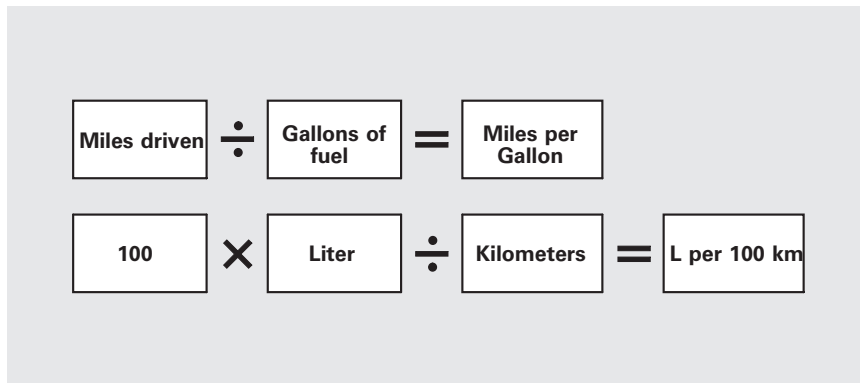 Miles driven ÷ Gallons of fuel = Miles per Gallon
100 × Liter ÷ Kilometers = L per 100 km